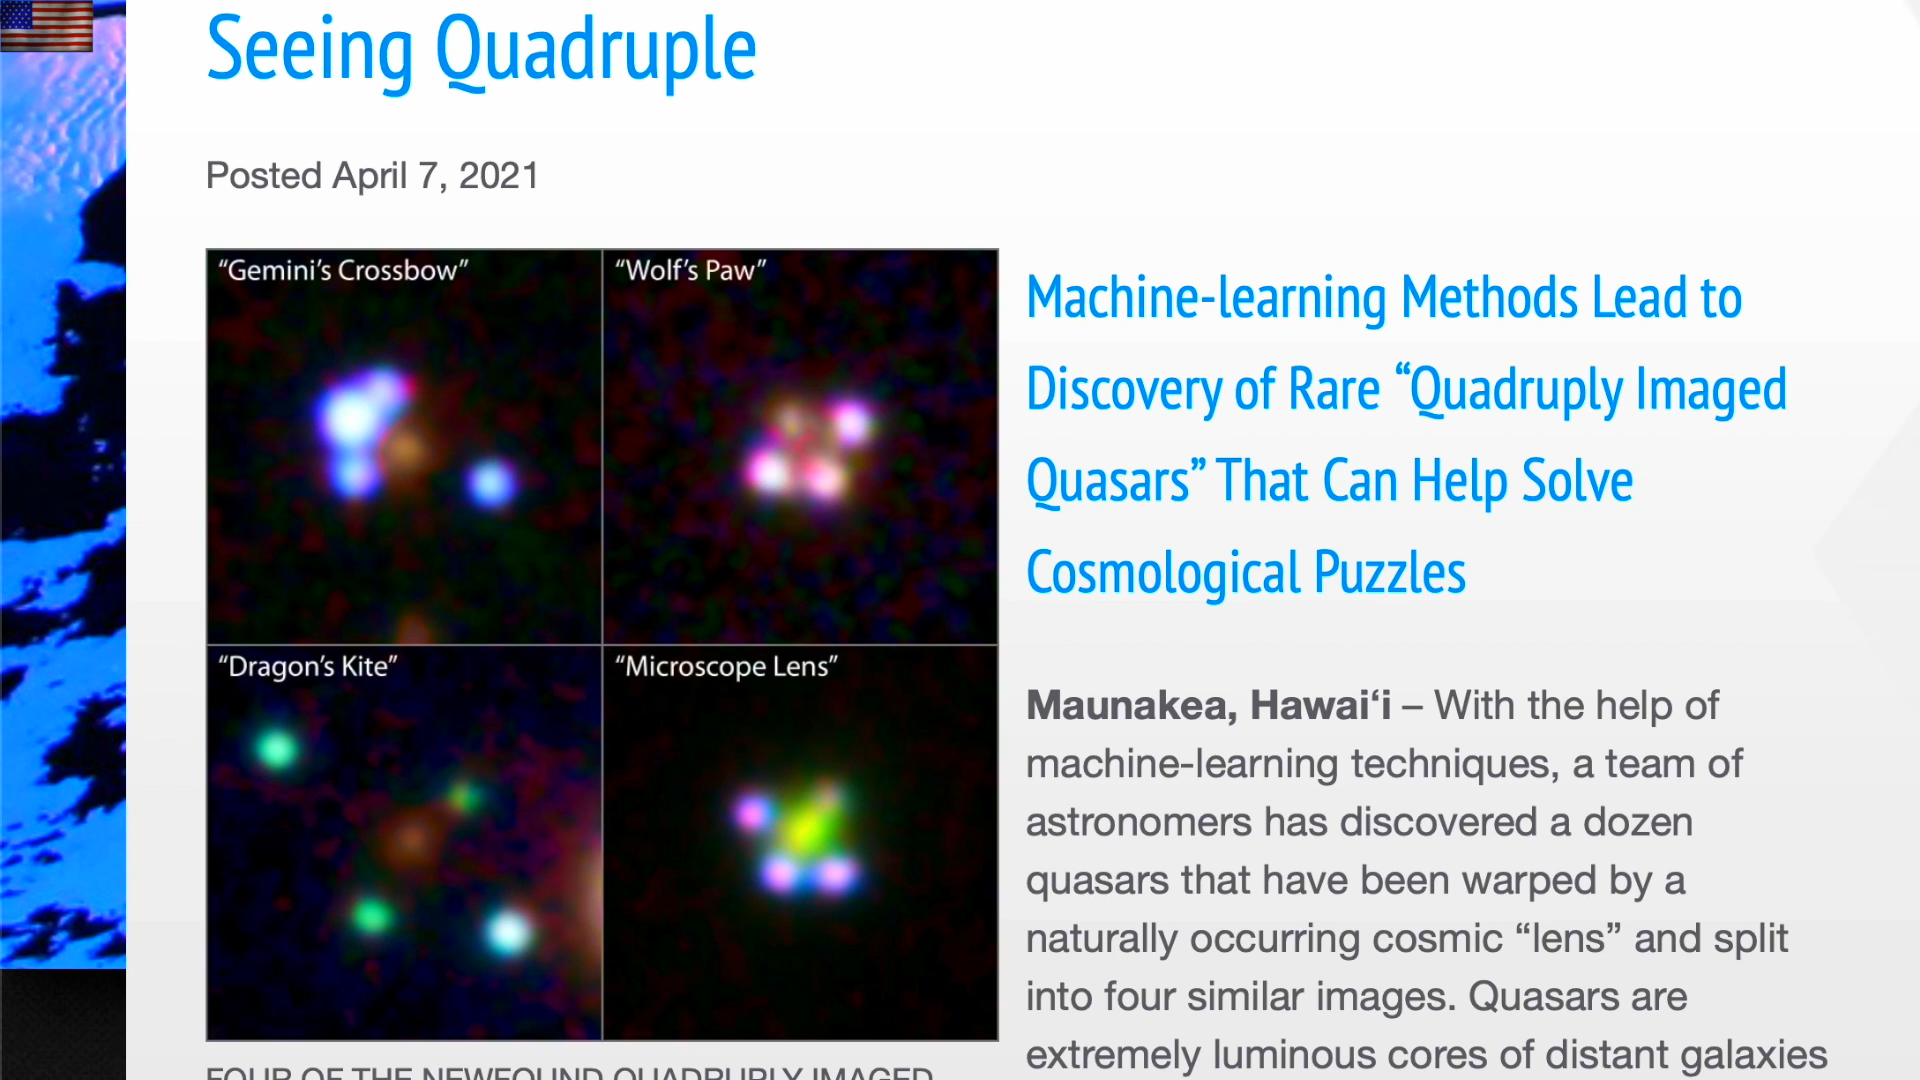 Seeing Quadruple
Posted April 7, 2021
“Gemini’s Crossbow”
“Wolf’s Paw”
“Dragon’s Kite”
“Microscope Lens”
Machine-learning Methods Lead to
Discovery of Rare “Quadruply Imaged
Quasars” That Can Help Solve
Cosmological Puzzles
Maunakea, Hawaiʻi – With the help of
machine-learning techniques, a team of
astronomers has discovered a dozen
quasars that have been warped by a
naturally occurring cosmic “lens” and split
into four similar images. Quasars are
extremely luminous cores of distant galaxies
FOUR OF THE NEWFOUND QUADRUPLY IMAGED